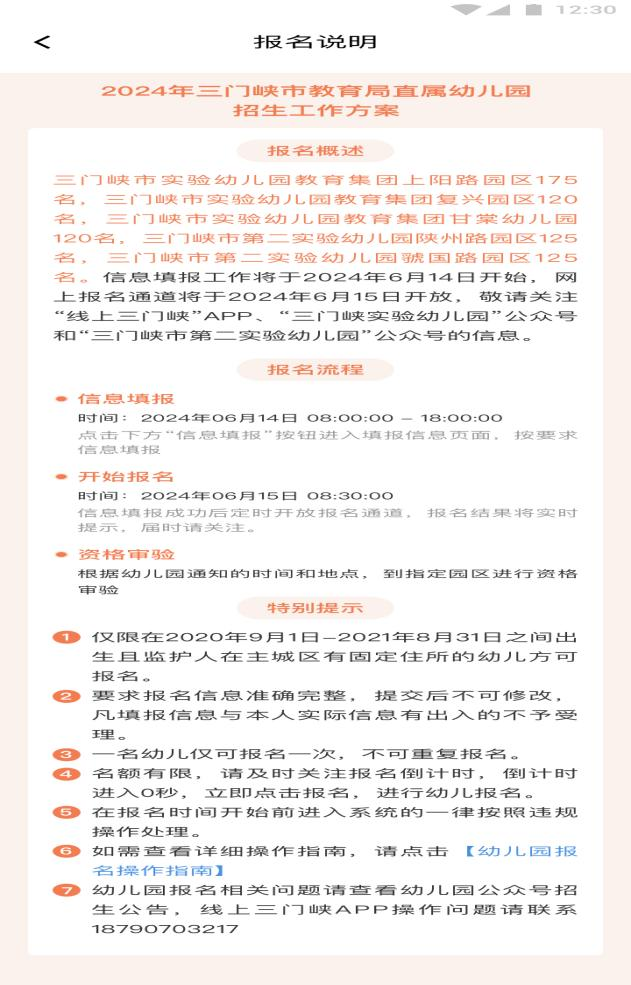 12:30
<
报名说明
2024年三门峡市教育局直属幼儿园
招生工作方案
报名概述
三门峡市实验幼儿园教育集团上阳路园区175
名，三门峡市实验幼儿园教育集团复兴园区120
名，三门峡市实验幼儿园教育集团甘棠幼儿园
120名，三门峡市第二实验幼儿园陕州路园区125
名，三门峡市第二实验幼儿园虢国路园区125
名。信息填报工作将于2024年6月14日开始，网
上报名通道将于2024年6月15日开放，敬请关注
“线上三门峡”APP、“三门峡实验幼儿园”公众号
和“三门峡市第二实验幼儿园”公众号的信息。
报名流程
信息填报
时间：2024年06月14日 08:00:00 – 18:00:00
点击下方“信息填报”按钮进入填报信息页面，按要求
信息填报
开始报名
时间：2024年06月15日 08:30:00
信息填报成功后定时开放报名通道，报名结果将实时
提示，届时请关注。
资格审验
根据幼儿园通知的时间和地点，到指定园区进行资格
审验
特别提示
1 仅限在2020年9月1日–2021年8月31日之间出
生且监护人在主城区有固定住所的幼儿方可
报名。
2 要求报名信息准确完整，提交后不可修改，
凡填报信息与本人实际信息有出入的不予受
理。
3 一名幼儿仅可报名一次，不可重复报名。
4 名额有限，请及时关注报名倒计时，倒计时
进入0秒，立即点击报名，进行幼儿报名。
5 在报名时间开始前进入系统的一律按照违规
操作处理。
6 如需查看详细操作指南，请点击【幼儿园报
名操作指南】
7 幼儿园报名相关问题请查看幼儿园公众号招
生公告，线上三门峡APP操作问题请联系
18790703217